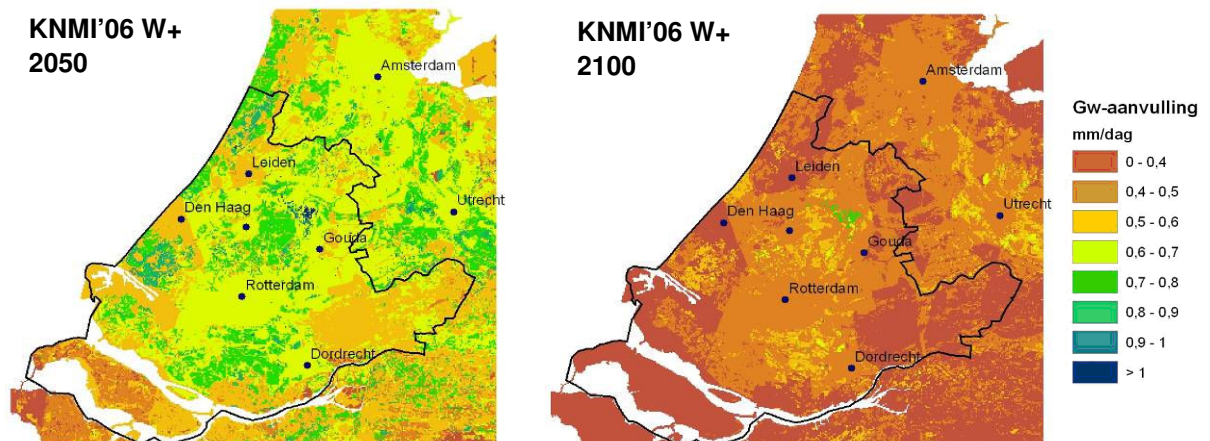 KNMI’06 W+
2050
Amsterdam
Leiden
Den Haag
Utrecht
Gouda
Rotterdam
Dordrecht
KNMI’06 W+
2100
Amsterdam
Leiden
Den Haag
Utrecht
Gouda
Rotterdam
Dordrecht
Gw-aanvulling
mm/dag
0 - 0,4
0,4 - 0,5
0,5 - 0,6
0,6 - 0,7
0,7 - 0,8
0,8 - 0,9
0,9 - 1
> 1